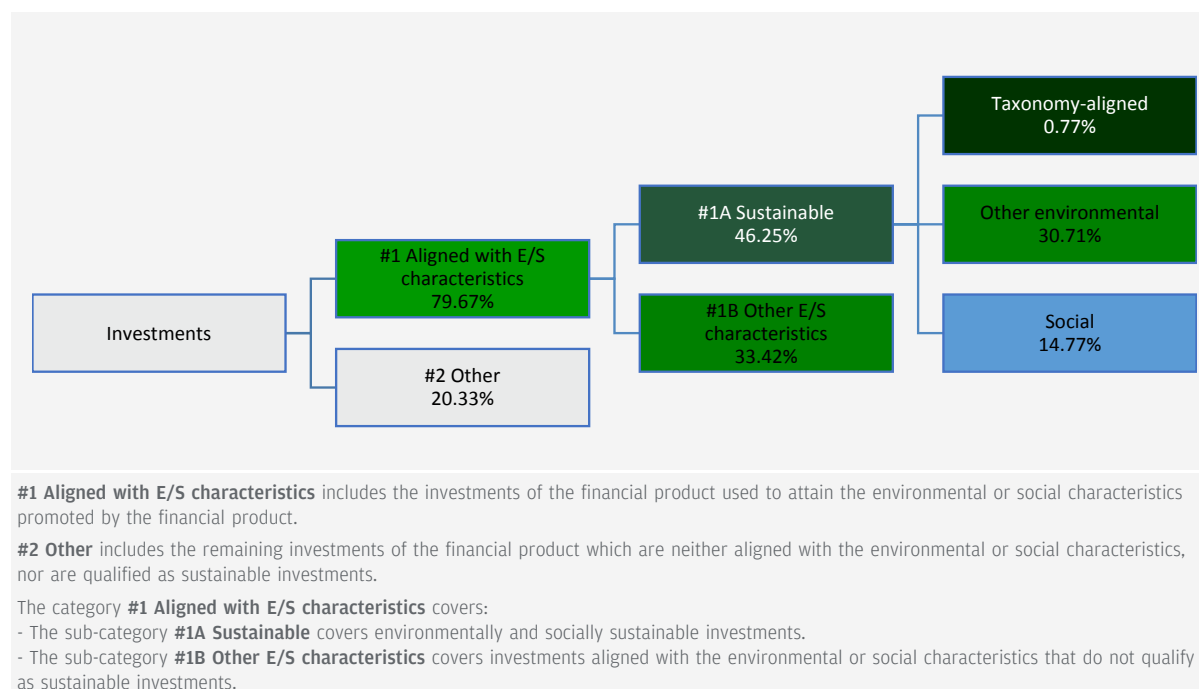 Taxonomy-aligned
0.77%
#1A Sustainable
46.25%
Other environmental
30.71%
#1 Aligned with E/S
characteristics
79.67%
Investments
#1B Other E/S
characteristics
33.42%
Social
14.77%
#2 Other
20.33%
#1 Aligned with E/S characteristics includes the investments of the financial product used to attain the environmental or social characteristics
promoted by the financial product.
#2 Other includes the remaining investments of the financial product which are neither aligned with the environmental or social characteristics,
nor are qualified as sustainable investments.
The category #1 Aligned with E/S characteristics covers:
- The sub-category #1A Sustainable covers environmentally and socially sustainable investments.
- The sub-category #1B Other E/S characteristics covers investments aligned with the environmental or social characteristics that do not qualify
as sustainable investments.